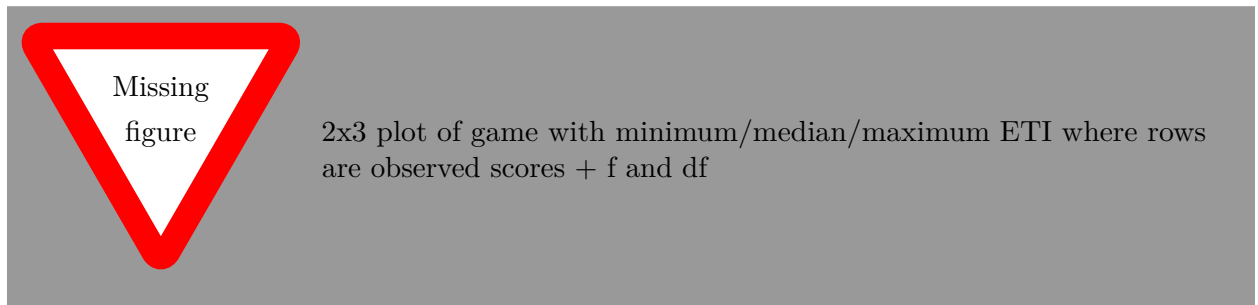 Missing
figure
2x3 plot of game with minimum/median/maximum ETI where rows
are observed scores + f and df